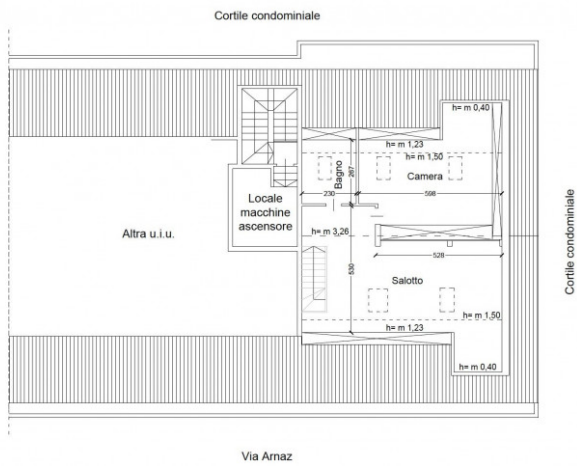 Cortile condominiale
h= m 0,40
h= m 1,23
h= m 1,50
Bagno
267
Camera
230
598
Locale
macchine
ascensore
Altra u.i.u.
h= m 3,26
528
530
Salotto
h= m 1,50
h= m 1,23
h= m 0,40
Cortile condominiale
Via Arnaz